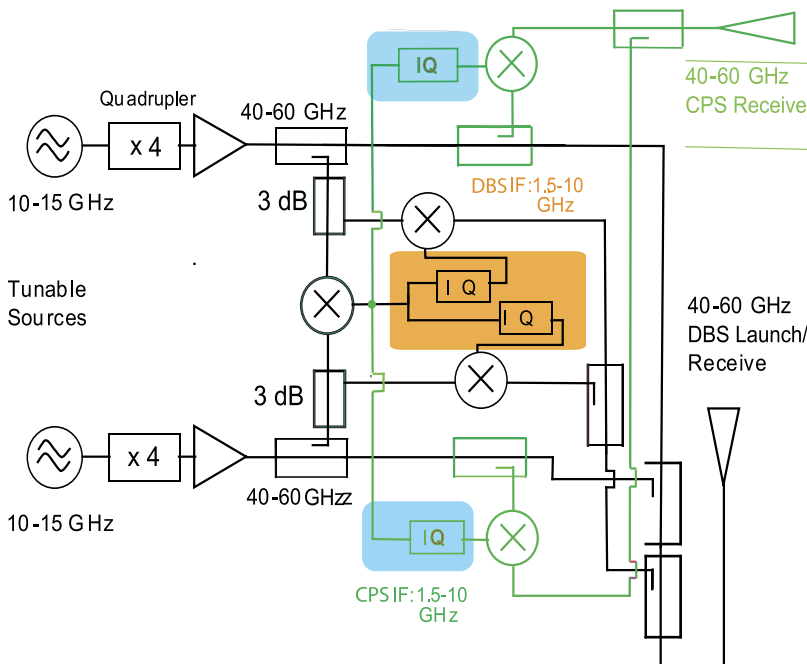 IQ
40-60 GHz
CPS Receive
Quadrupler
40-60 GHz
x 4
10-15 GHz
3 dB
DBS IF: 1.5-10
GHz
I Q
I Q
Tunable
Sources
40-60 GHz
DBS Launch/
Receive
3 dB
x 4
40-60 GHzz
10-15 GHz
IQ
CPS IF: 1.5-10
GHz